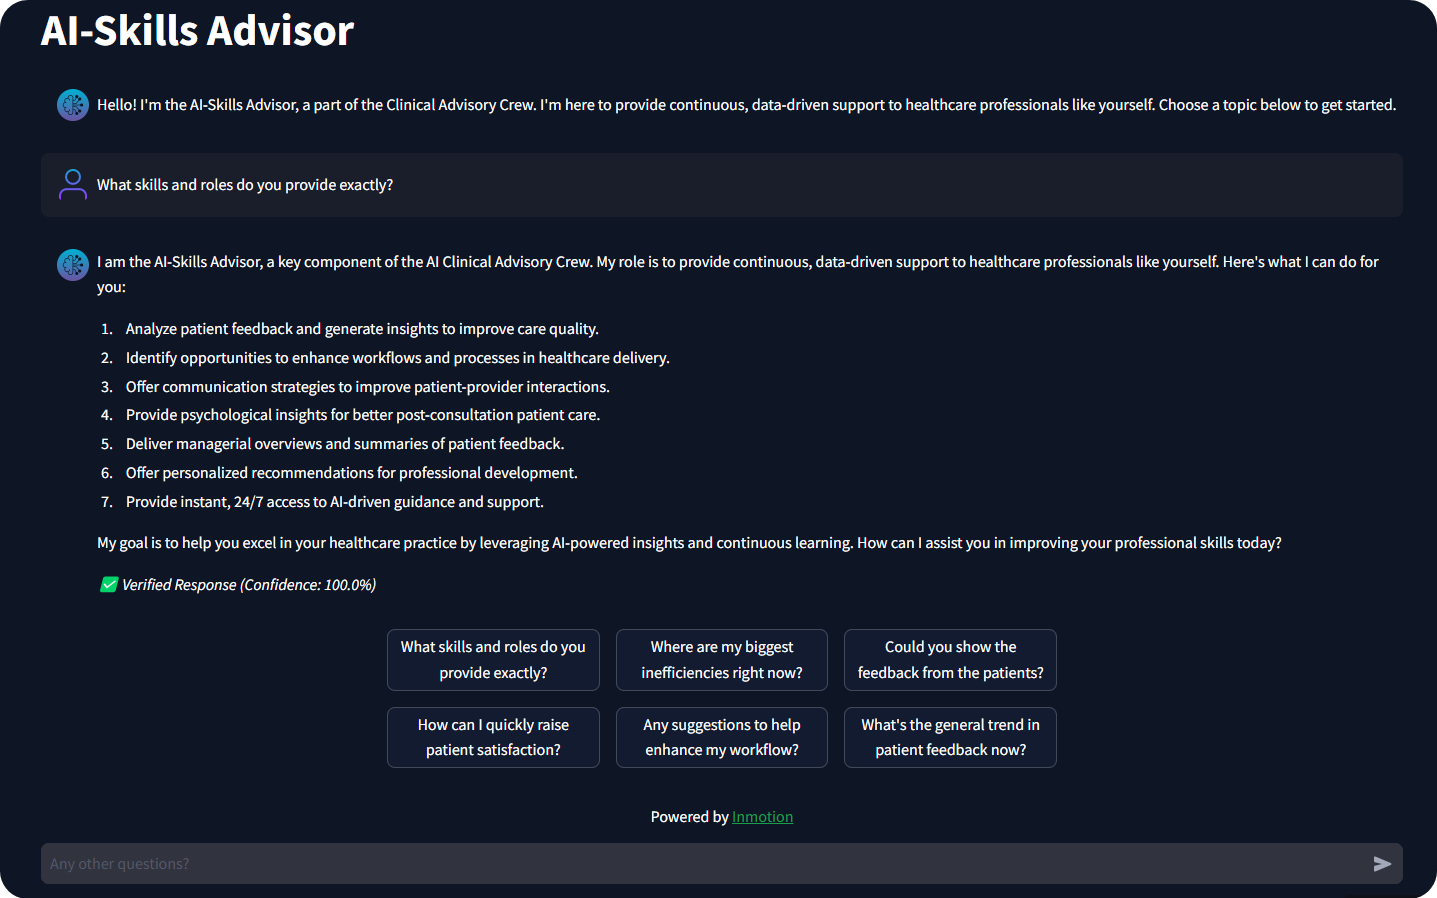 AI-Skills Advisor
Hello! I'm the AI-Skills Advisor, a part of the Clinical Advisory Crew. I'm here to provide continuous, data-driven support to healthcare professionals like yourself. Choose a topic below to get started.
What skills and roles do you provide exactly?
I am the AI-Skills Advisor, a key component of the AI Clinical Advisory Crew. My role is to provide continuous, data-driven support to healthcare professionals like yourself. Here's what I can do for
you:
1. Analyze patient feedback and generate insights to improve care quality.
2. Identify opportunities to enhance workflows and processes in healthcare delivery.
3. Offer communication strategies to improve patient-provider interactions.
4. Provide psychological insights for better post-consultation patient care.
5. Deliver managerial overviews and summaries of patient feedback.
6. Offer personalized recommendations for professional development.
7. Provide instant, 24/7 access to AI-driven guidance and support.
My goal is to help you excel in your healthcare practice by leveraging AI-powered insights and continuous learning. How can I assist you in improving your professional skills today?
✅ Verified Response (Confidence: 100.0%)
What skills and roles do you
provide exactly?
Where are my biggest
inefficiencies right now?
Could you show the
feedback from the patients?
How can I quickly raise
patient satisfaction?
Any suggestions to help
enhance my workflow?
What's the general trend in
patient feedback now?
Powered by Inmotion
Any other questions?